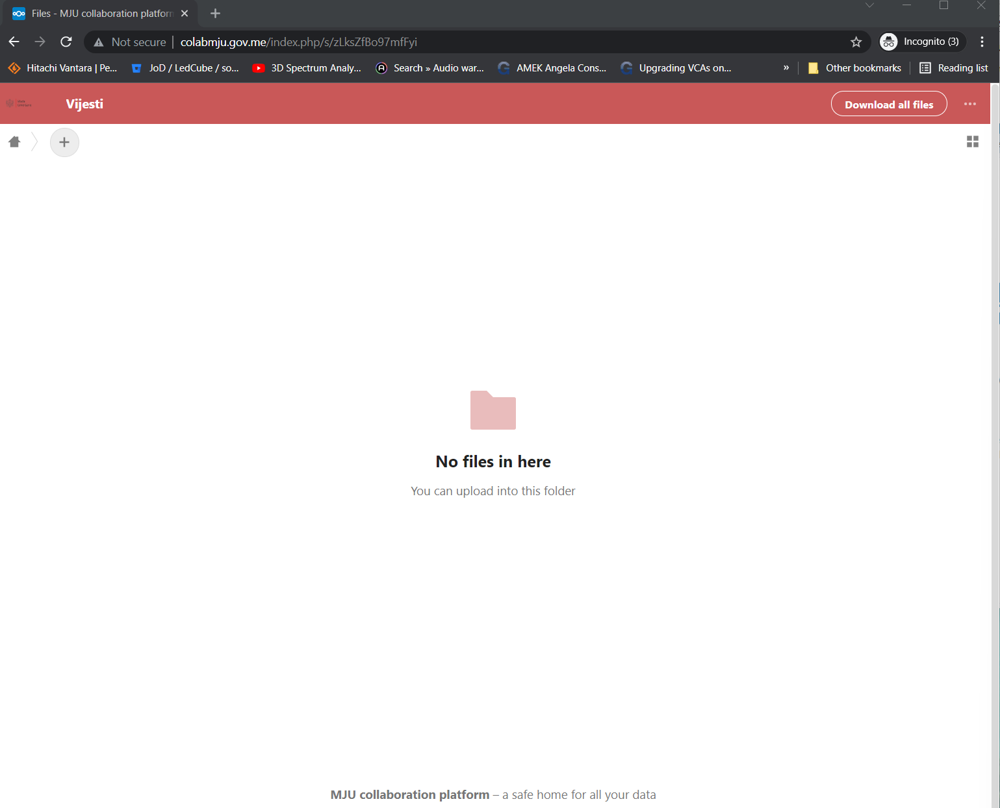 Files - MJU collaboration platform
Not secure | colabmju.gov.me/index.php/s/zLksZfBo97mfFyi
Incognito (3)
Hitachi Vantara | Pe...
JoD / LedCube / so...
3D Spectrum Analy...
Search » Audio war...
AMEK Angela Cons...
Upgrading VCAs on...
»
Other bookmarks
Reading list
Vijesti
Download all files
No files in here
You can upload into this folder
MJU collaboration platform – a safe home for all your data